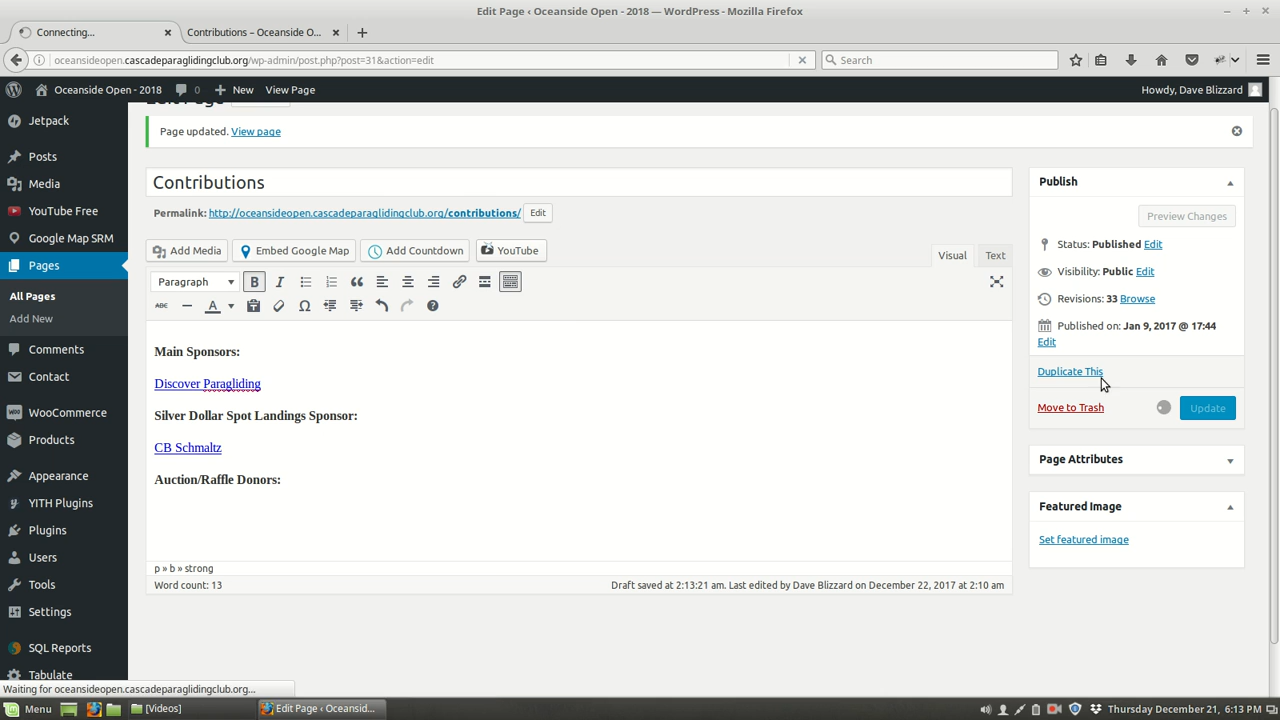 Edit Page ‹ Oceanside Open - 2018 — WordPress - Mozilla Firefox
Connecting...
Contributions – Oceanside O...
oceansideopen.cascadeparaglidingclub.org/wp-admin/post.php?post=31&action=edit
Search
Oceanside Open - 2018
0
New
View Page
Howdy, Dave Blizzard
Jetpack
Posts
Media
YouTube Free
Google Map SRM
Pages
All Pages
Add New
Comments
Contact
WooCommerce
Products
Appearance
YITH Plugins
Plugins
Users
Tools
Settings
SQL Reports
Tabulate
Page updated. View page
Contributions
Permalink: http://oceansideopen.cascadeparaglidingclub.org/contributions/ Edit
Add Media
Embed Google Map
Add Countdown
YouTube
Visual
Text
Paragraph
B
I
ABC
A
Main Sponsors:
Discover Paragliding
Silver Dollar Spot Landings Sponsor:
CB Schmaltz
Auction/Raffle Donors:
p » b » strong
Word count: 13
Draft saved at 2:13:21 am. Last edited by Dave Blizzard on December 22, 2017 at 2:10 am
Publish
Preview Changes
Status: Published Edit
Visibility: Public Edit
Revisions: 33 Browse
Published on: Jan 9, 2017 @ 17:44
Edit
Duplicate This
Move to Trash
Update
Page Attributes
Featured Image
Set featured image
Waiting for oceansideopen.cascadeparaglidingclub.org...
Menu
[Videos]
Edit Page ‹ Oceansid...
Thursday December 21, 6:13 PM